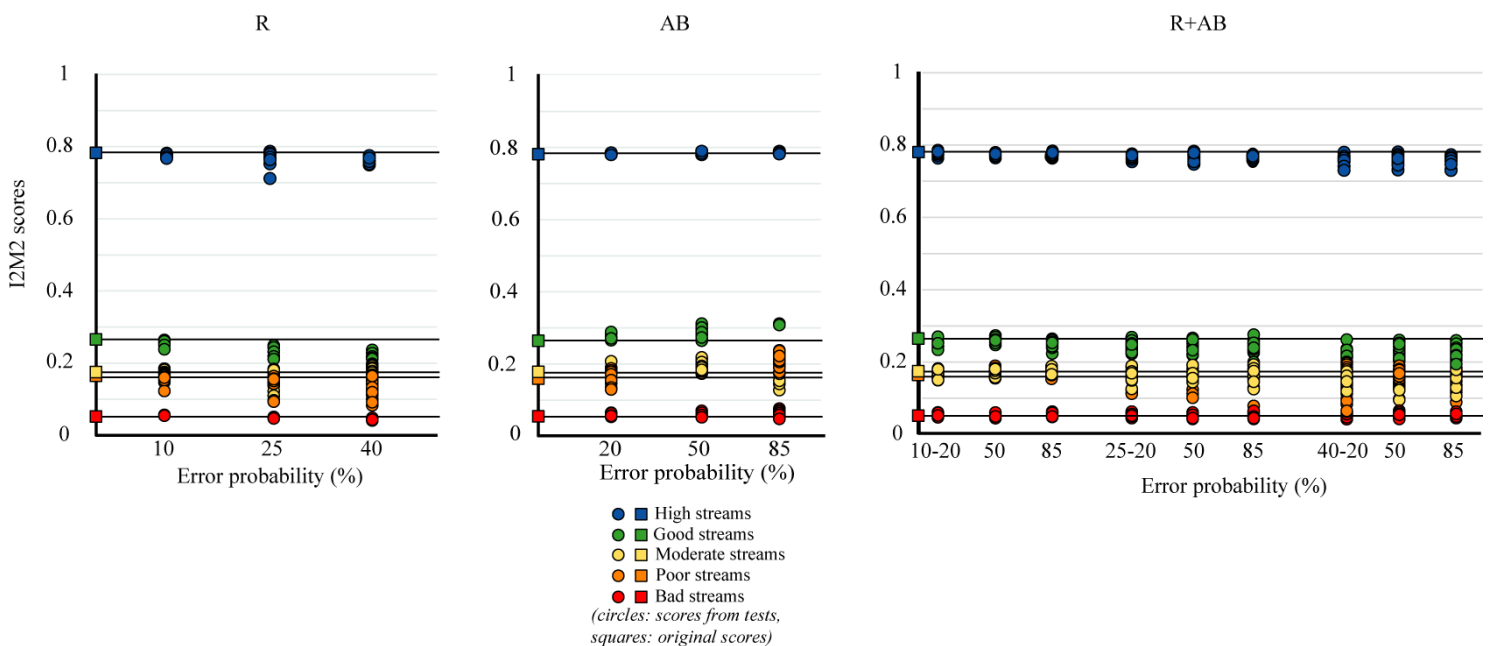 R
AB
R+AB
I2M2 scores
1
0.8
0.6
0.4
0.2
0
10
25
40
Error probability (%)
1
0.8
0.6
0.4
0.2
0
20
50
85
Error probability (%)
1
0.8
0.6
0.4
0.2
0
10-20
50
85
25-20
50
85
40-20
50
85
Error probability (%)
High streams
Good streams
Moderate streams
Poor streams
Bad streams
(circles: scores from tests,
squares: original scores)